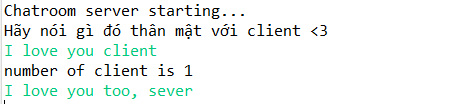 Chatroom server starting...
Hãy nói gì đó thân mật với client <3
I love you client
number of client is 1
I love you too, sever